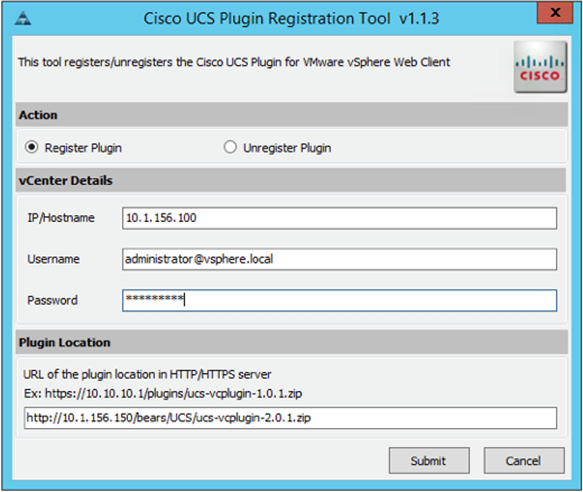 Cisco UCS Plugin Registration Tool v1.1.3
x
This tool registers/unregisters the Cisco UCS Plugin for VMware vSphere Web Client
CISCO
Action
Register Plugin
Unregister Plugin
vCenter Details
IP/Hostname
10.1.156.100
Username
administrator@vsphere.local
Password
*********
Plugin Location
URL of the plugin location in HTTP/HTTPS server
Ex: https://10.10.10.1/plugins/ucs-vcplugin-1.0.1.zip
http://10.1.156.150/bears/UCS/ucs-vcplugin-2.0.1.zip
Submit
Cancel